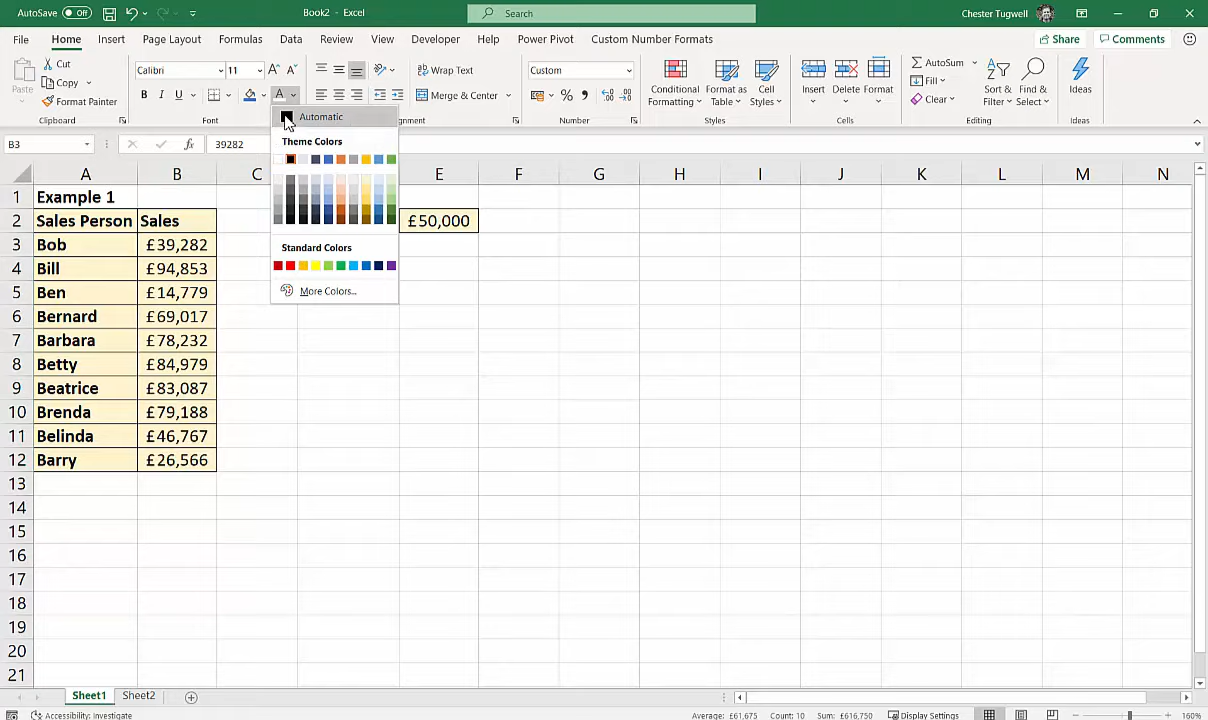 AutoSave Off Book2 - Excel Search Chester Tugwell
File Home Insert Page Layout Formulas Data Review View Developer Help Power Pivot Custom Number Formats Share Comments
Paste Cut Copy Format Painter Clipboard
Calibri 11 B I U A Font
Wrap Text Merge & Center
lignment
Custom % Number
Conditional Formatting Format as Table Cell Styles Styles
Insert Delete Format Cells
AutoSum Fill Clear Sort & Filter Find & Select Editing
Ideas Ideas
B3 fx 39282
Automatic
Theme Colors
Standard Colors
More Colors...
A B C E F G H I J K L M N
1 Example 1
2 Sales Person Sales £50,000
3 Bob £39,282
4 Bill £94,853
5 Ben £14,779
6 Bernard £69,017
7 Barbara £78,232
8 Betty £84,979
9 Beatrice £83,087
10 Brenda £79,188
11 Belinda £46,767
12 Barry £26,566
13
14
15
16
17
18
19
20
21
Sheet1 Sheet2
Accessibility: Investigate Average: £61,675 Count: 10 Sum: £616,750 Display Settings 160%